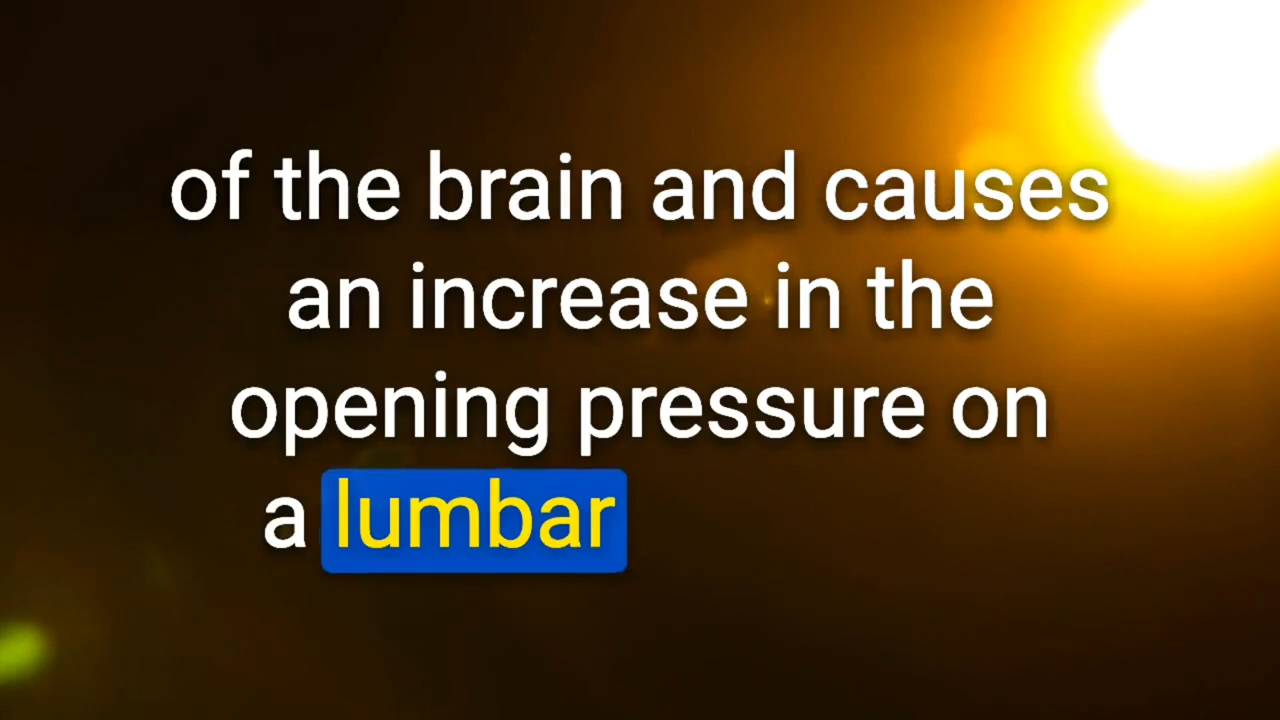 of the brain and causes
an increase in the
opening pressure on
a lumbar